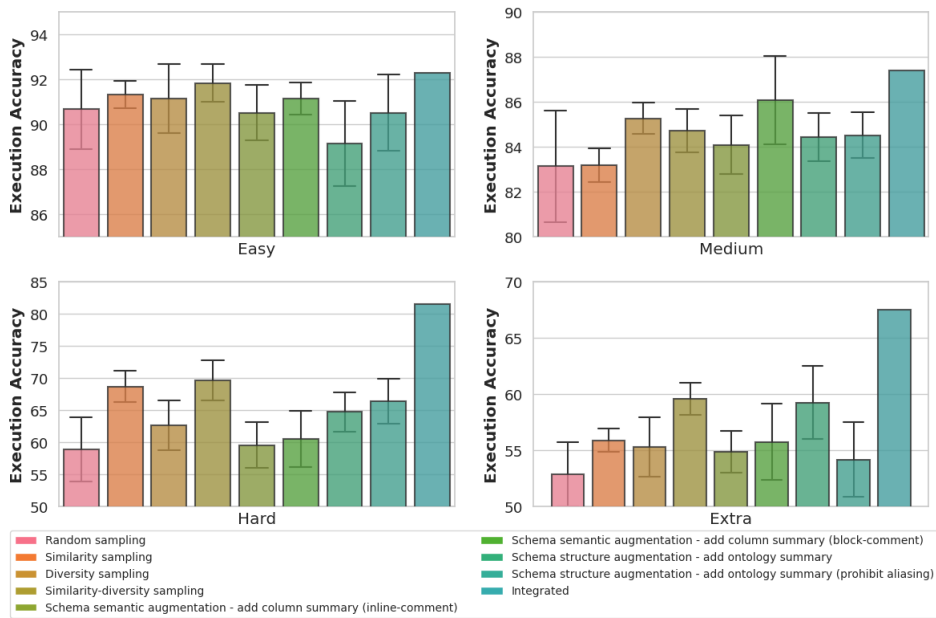 Execution Accuracy
94
92
90
88
86
Easy
Execution Accuracy
90
88
86
84
82
80
Medium
Execution Accuracy
85
80
75
70
65
60
55
50
Hard
Execution Accuracy
70
65
60
55
50
Extra
Random sampling
Similarity sampling
Diversity sampling
Similarity-diversity sampling
Schema semantic augmentation - add column summary (inline-comment)
Schema semantic augmentation - add column summary (block-comment)
Schema structure augmentation - add ontology summary
Schema structure augmentation - add ontology summary (prohibit aliasing)
Integrated